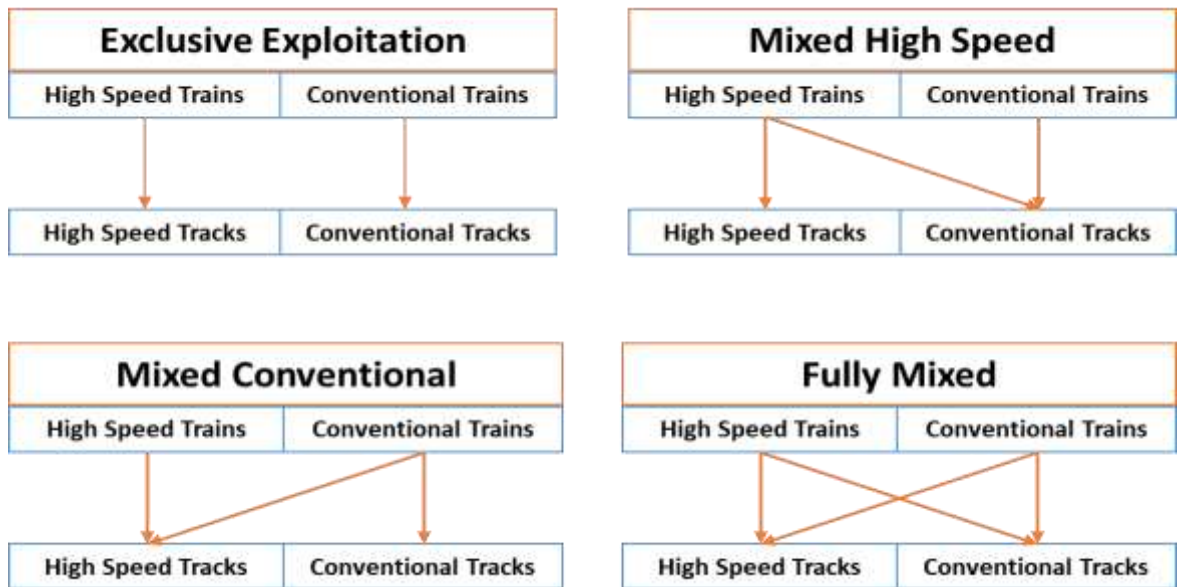 Exclusive Exploitation
High Speed Trains Conventional Trains
High Speed Tracks Conventional Tracks
Mixed High Speed
High Speed Trains Conventional Trains
High Speed Tracks Conventional Tracks
Mixed Conventional
High Speed Trains Conventional Trains
High Speed Tracks Conventional Tracks
Fully Mixed
High Speed Trains Conventional Trains
High Speed Tracks Conventional Tracks